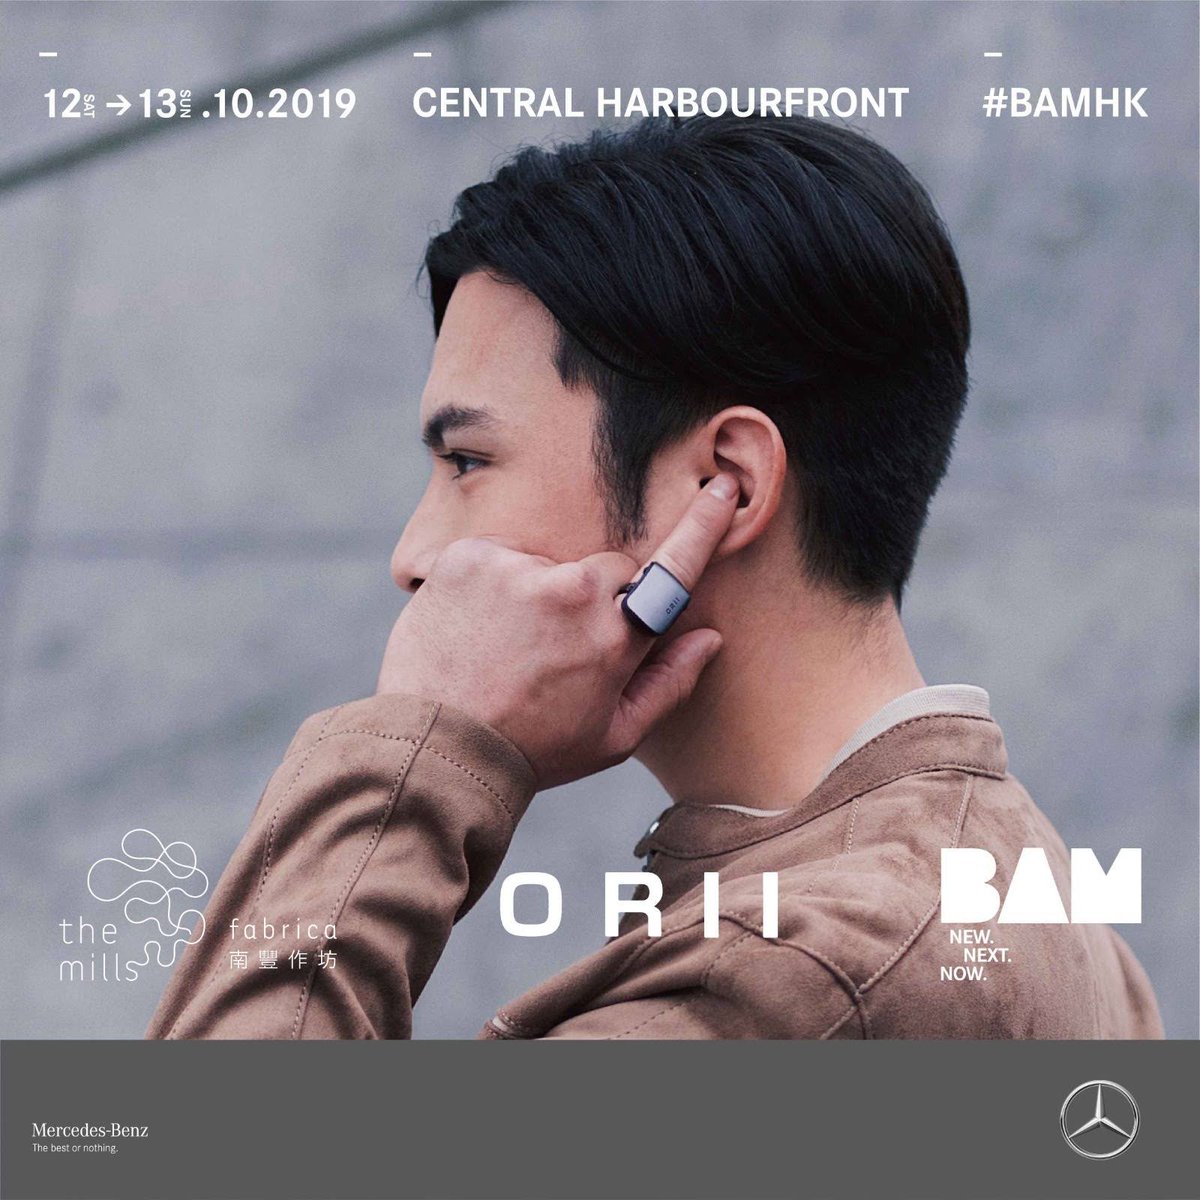 12 SAT → 13 SUN .10.2019
CENTRAL HARBOURFRONT
#BAMHK
ORII
the
mills
fabrica
南豐作坊
ORII
BAM
NEW.
NEXT.
NOW.
Mercedes-Benz
The best or nothing.